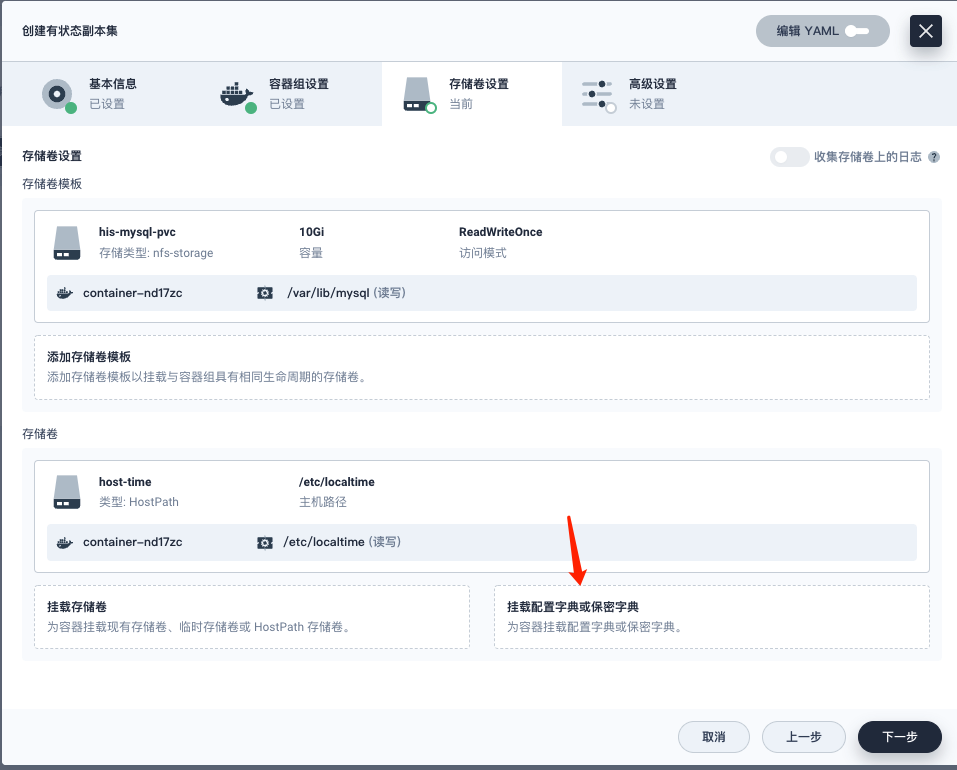 创建有状态副本集
编辑 YAML
基本信息
已设置
容器组设置
已设置
存储卷设置
当前
高级设置
未设置
存储卷设置
收集存储卷上的日志 ?
存储卷模板
his-mysql-pvc
存储类型: nfs-storage
10Gi
容量
ReadWriteOnce
访问模式
container-nd17zc
/var/lib/mysql (读写)
添加存储卷模板
添加存储卷模板以挂载与容器组具有相同生命周期的存储卷。
存储卷
host-time
类型: HostPath
/etc/localtime
主机路径
container-nd17zc
/etc/localtime (读写)
挂载存储卷
为容器挂载现有存储卷、临时存储卷或 HostPath 存储卷。
挂载配置字典或保密字典
为容器挂载配置字典或保密字典。
取消
上一步
下一步